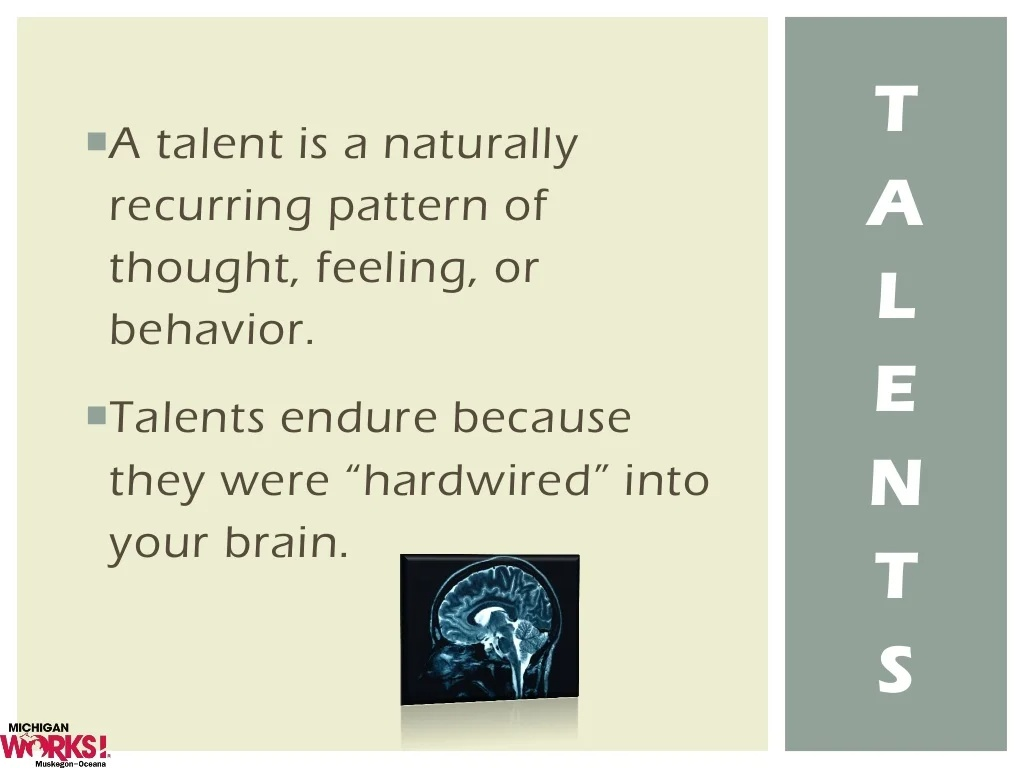 A talent is a naturally
recurring pattern of
thought, feeling, or
behavior.
Talents endure because
they were “hardwired” into
your brain.
TALENTS
MICHIGAN
WORKS!
Muskegon-Oceana